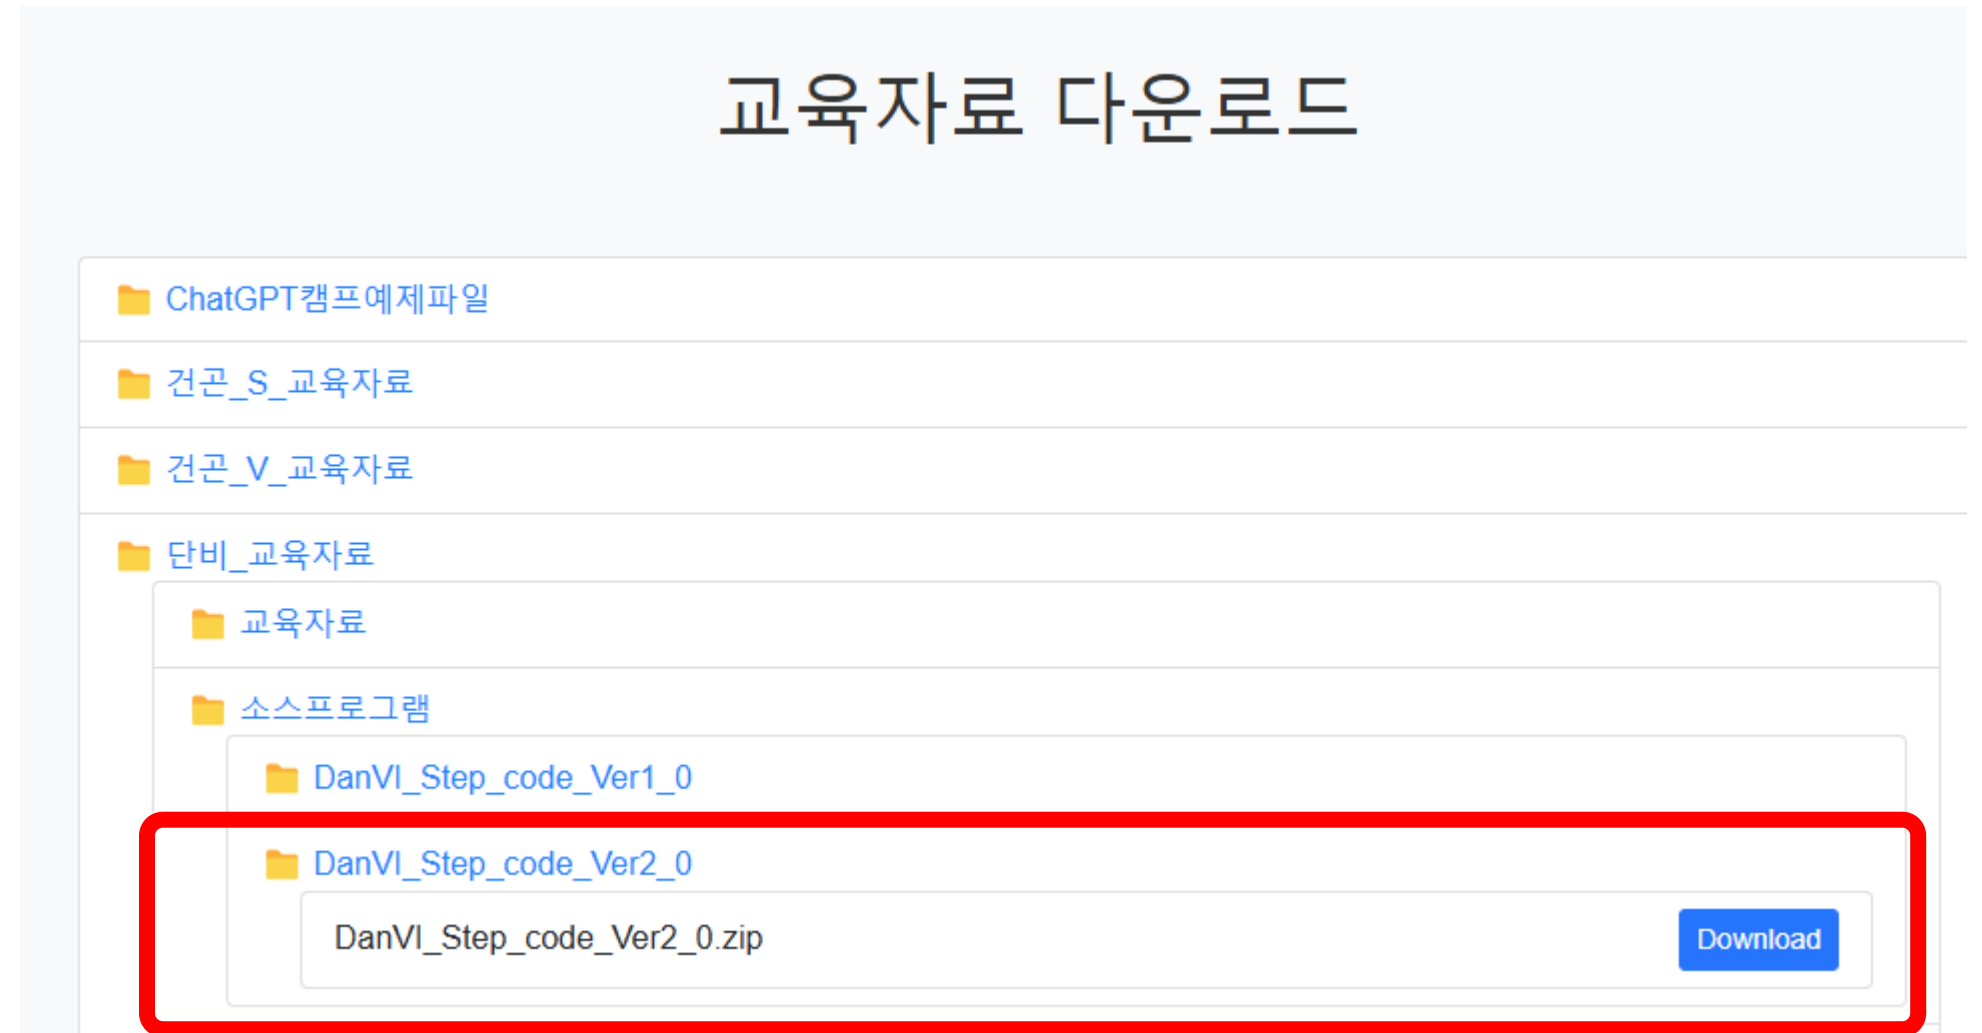 교육자료 다운로드
ChatGPT캠프예제파일
건곤_S_교육자료
건곤_V_교육자료
단비_교육자료
교육자료
소스프로그램
DanVI_Step_code_Ver1_0
DanVI_Step_code_Ver2_0
DanVI_Step_code_Ver2_0.zip Download